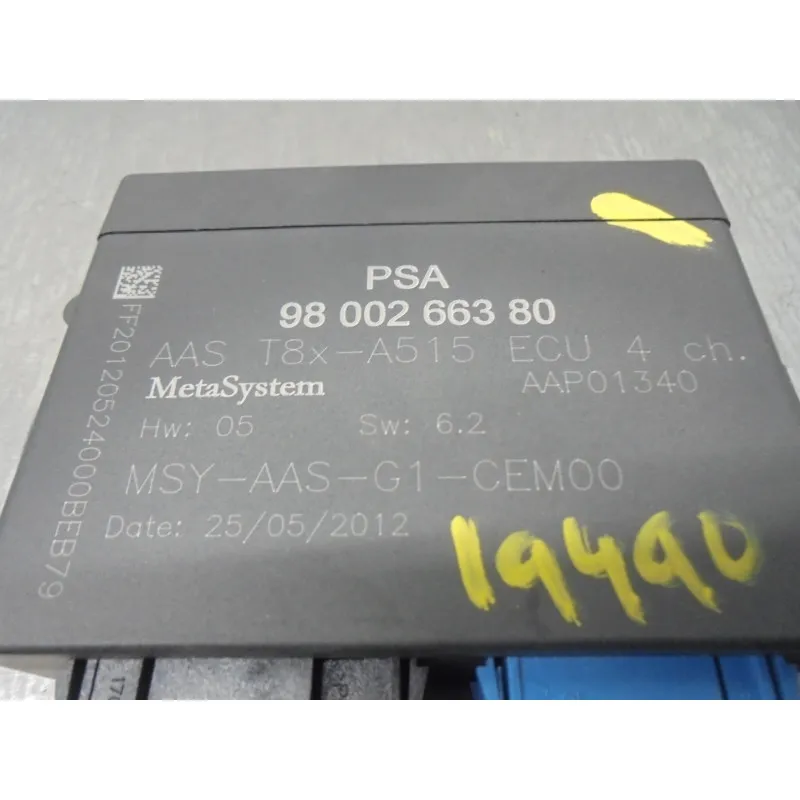 PSA
98 002 663 80
AAS T8x-A515 ECU 4 ch.
MetaSystem AAP01340
Hw: 05 Sw: 6.2
MSY-AAS-G1-CEM00
Date: 25/05/2012
FF20120524000BEB79
19490